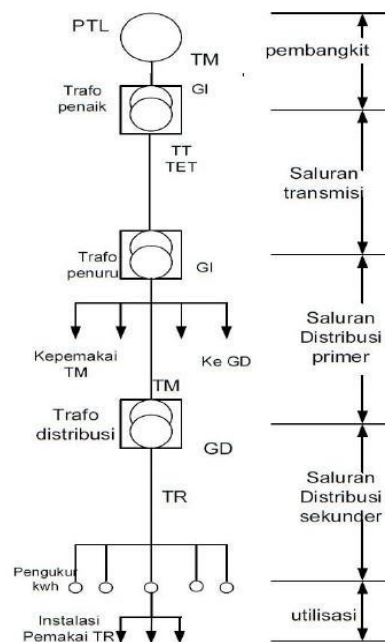 PTL
TM
pembangkit
Trafo
penaik
GI
TT
TET
Saluran
transmisi
Trafo
penuru
GI
Saluran
Distribusi
primer
Kepemakai
TM
Ke GD
TM
Trafo
distribusi
GD
Saluran
Distribusi
sekunder
TR
Pengukur
kwh
utilisasi
Instalasi
Pemakai TR